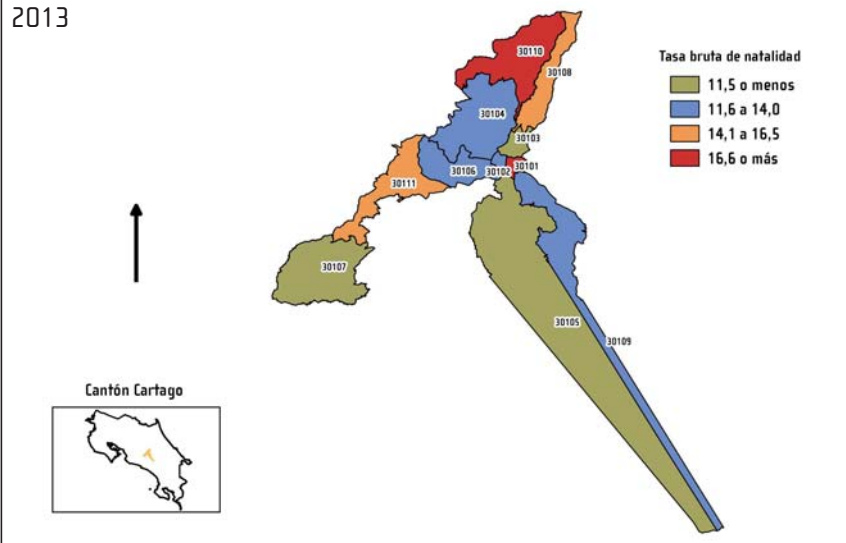 2013
Tasa bruta de natalidad
11,5 o menos
11,6 a 14,0
14,1 a 16,5
16,6 o más
30110
30108
30104
30103
30101
30102
30106
30111
30107
30105
30109
Cantón Cartago